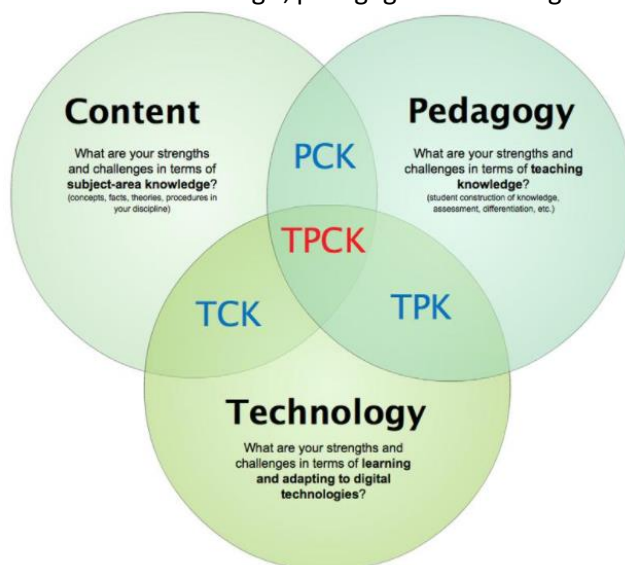 Content
What are your strengths
and challenges in terms of
subject-area knowledge?
(concepts, facts, theories, procedures in
your discipline)
PCK
Pedagogy
What are your strengths and
challenges in terms of teaching
knowledge?
(student construction of knowledge,
assessment, differentiation, etc.)
TPCK
TCK
TPK
Technology
What are your strengths and
challenges in terms of learning
and adapting to digital
technologies?